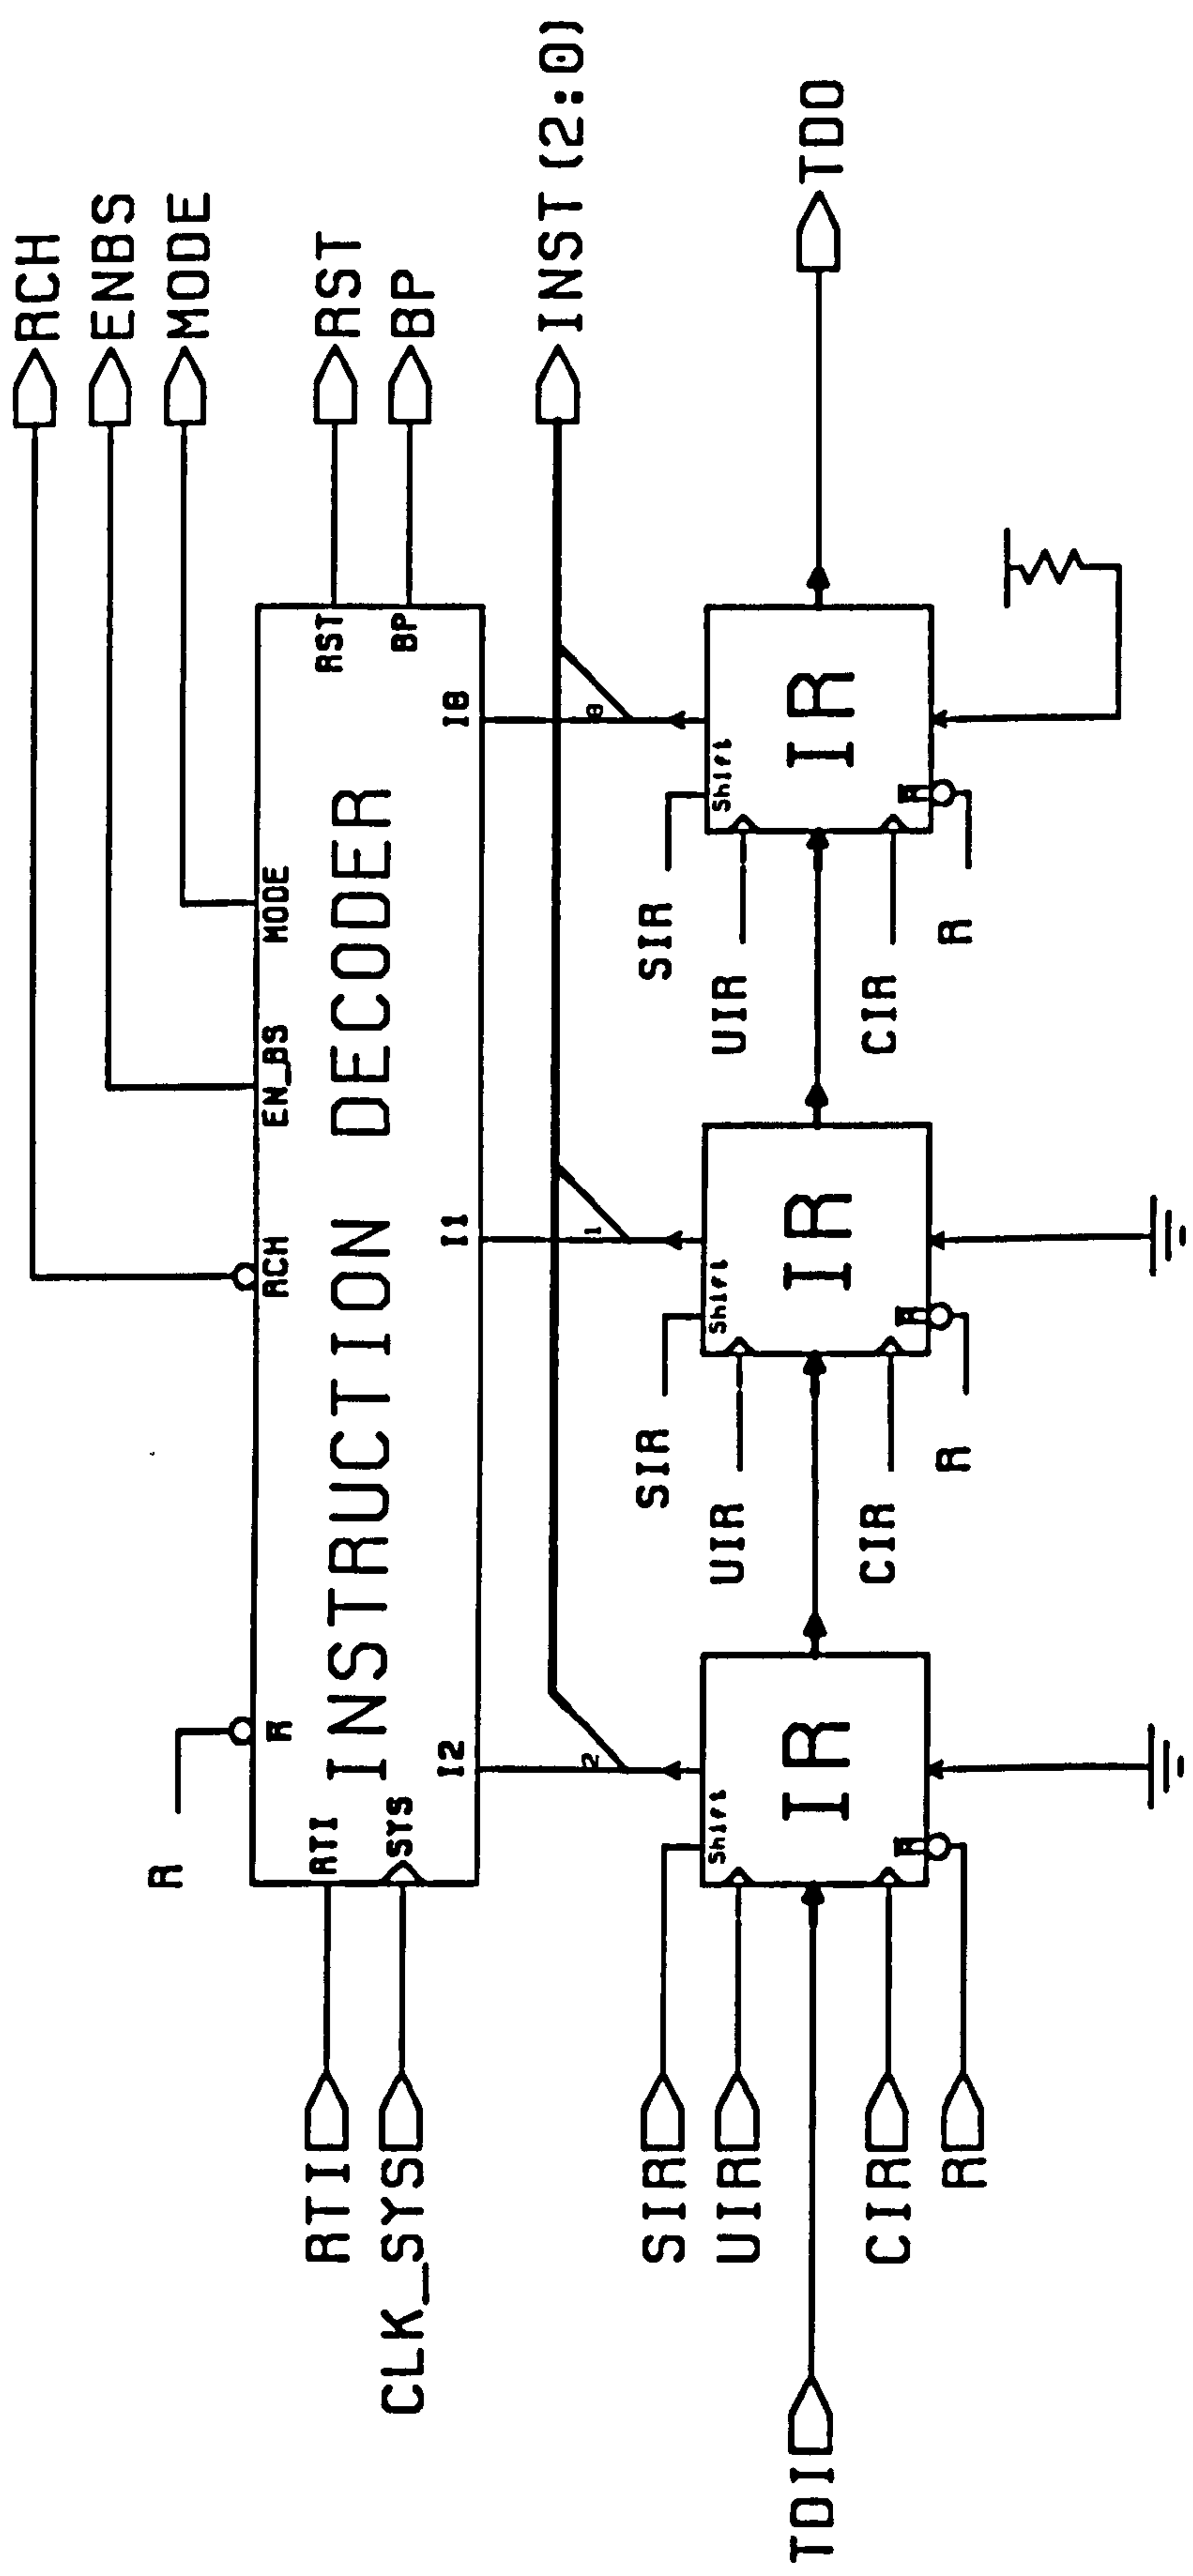 RCH
ENBS
MODE
R
R
RCH
EN_BS
MODE
RTI
RTI
INSTRUCTION DECODER
RST
RST
CLK_SYS
SYS
BP
BP
I2
I1
I0
INST(2:0)
2
1
0
SIR
SIR
SIR
Shift
Shift
Shift
UIR
UIR
UIR
TDI
IR
IR
IR
TDO
CIR
CIR
CIR
R
R
R
R
R
R